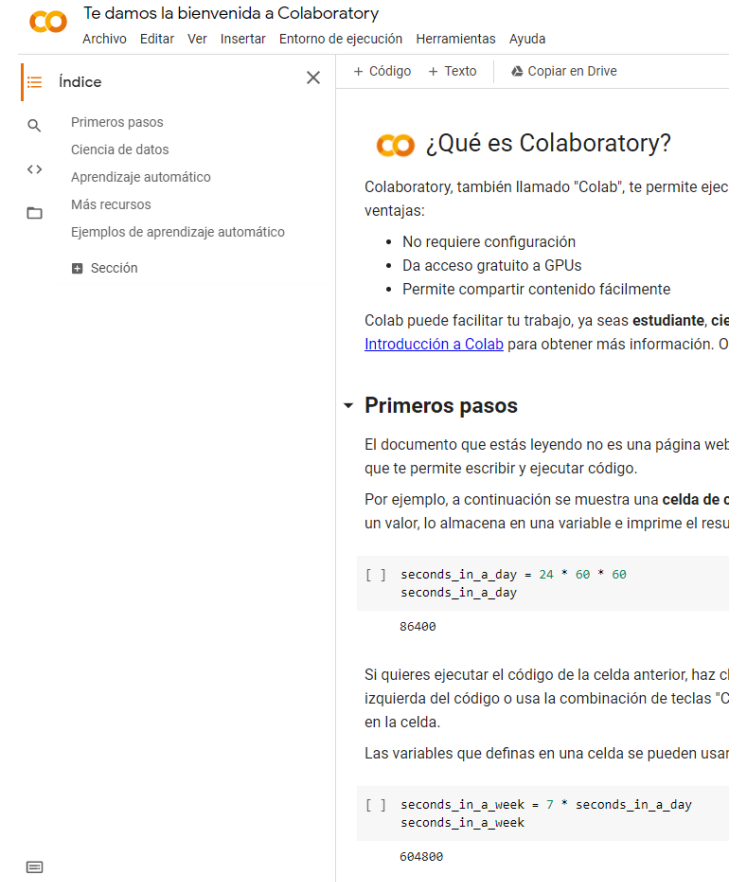 Te damos la bienvenida a Colaboratory
Archivo Editar Ver Insertar Entorno de ejecución Herramientas Ayuda
Índice
Primeros pasos
Ciencia de datos
Aprendizaje automático
Más recursos
Ejemplos de aprendizaje automático
Sección
+ Código + Texto Copiar en Drive
¿Qué es Colaboratory?
Colaboratory, también llamado "Colab", te permite ejec
ventajas:
• No requiere configuración
• Da acceso gratuito a GPUs
• Permite compartir contenido fácilmente
Colab puede facilitar tu trabajo, ya seas estudiante, cie
Introducción a Colab para obtener más información. O
Primeros pasos
El documento que estás leyendo no es una página web
que te permite escribir y ejecutar código.
Por ejemplo, a continuación se muestra una celda de c
un valor, lo almacena en una variable e imprime el resu
[ ] seconds_in_a_day = 24 * 60 * 60
seconds_in_a_day
86400
Si quieres ejecutar el código de la celda anterior, haz cl
izquierda del código o usa la combinación de teclas "C
en la celda.
Las variables que definas en una celda se pueden usar
[ ] seconds_in_a_week = 7 * seconds_in_a_day
seconds_in_a_week
604800